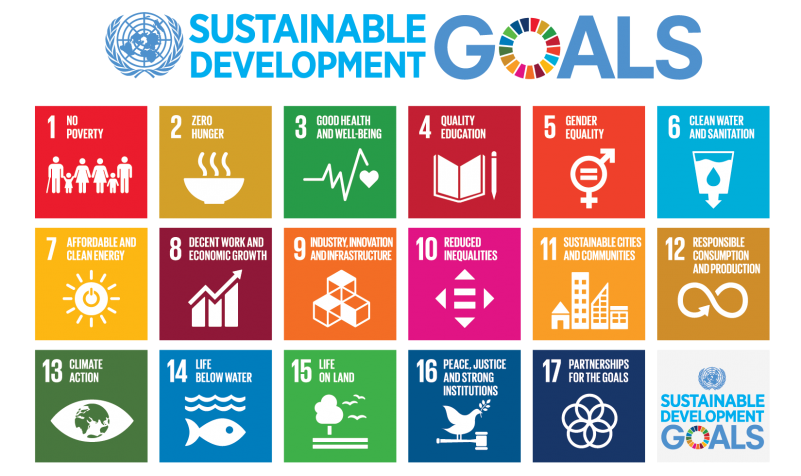 SUSTAINABLE
DEVELOPMENT
GOALS
1 NO
POVERTY
2 ZERO
HUNGER
3 GOOD HEALTH
AND WELL-BEING
4 QUALITY
EDUCATION
5 GENDER
EQUALITY
6 CLEAN WATER
AND SANITATION
7 AFFORDABLE AND
CLEAN ENERGY
8 DECENT WORK AND
ECONOMIC GROWTH
9 INDUSTRY, INNOVATION
AND INFRASTRUCTURE
10 REDUCED
INEQUALITIES
11 SUSTAINABLE CITIES
AND COMMUNITIES
12 RESPONSIBLE
CONSUMPTION
AND PRODUCTION
13 CLIMATE
ACTION
14 LIFE
BELOW WATER
15 LIFE
ON LAND
16 PEACE, JUSTICE
AND STRONG
INSTITUTIONS
17 PARTNERSHIPS
FOR THE GOALS
SUSTAINABLE
DEVELOPMENT
GOALS